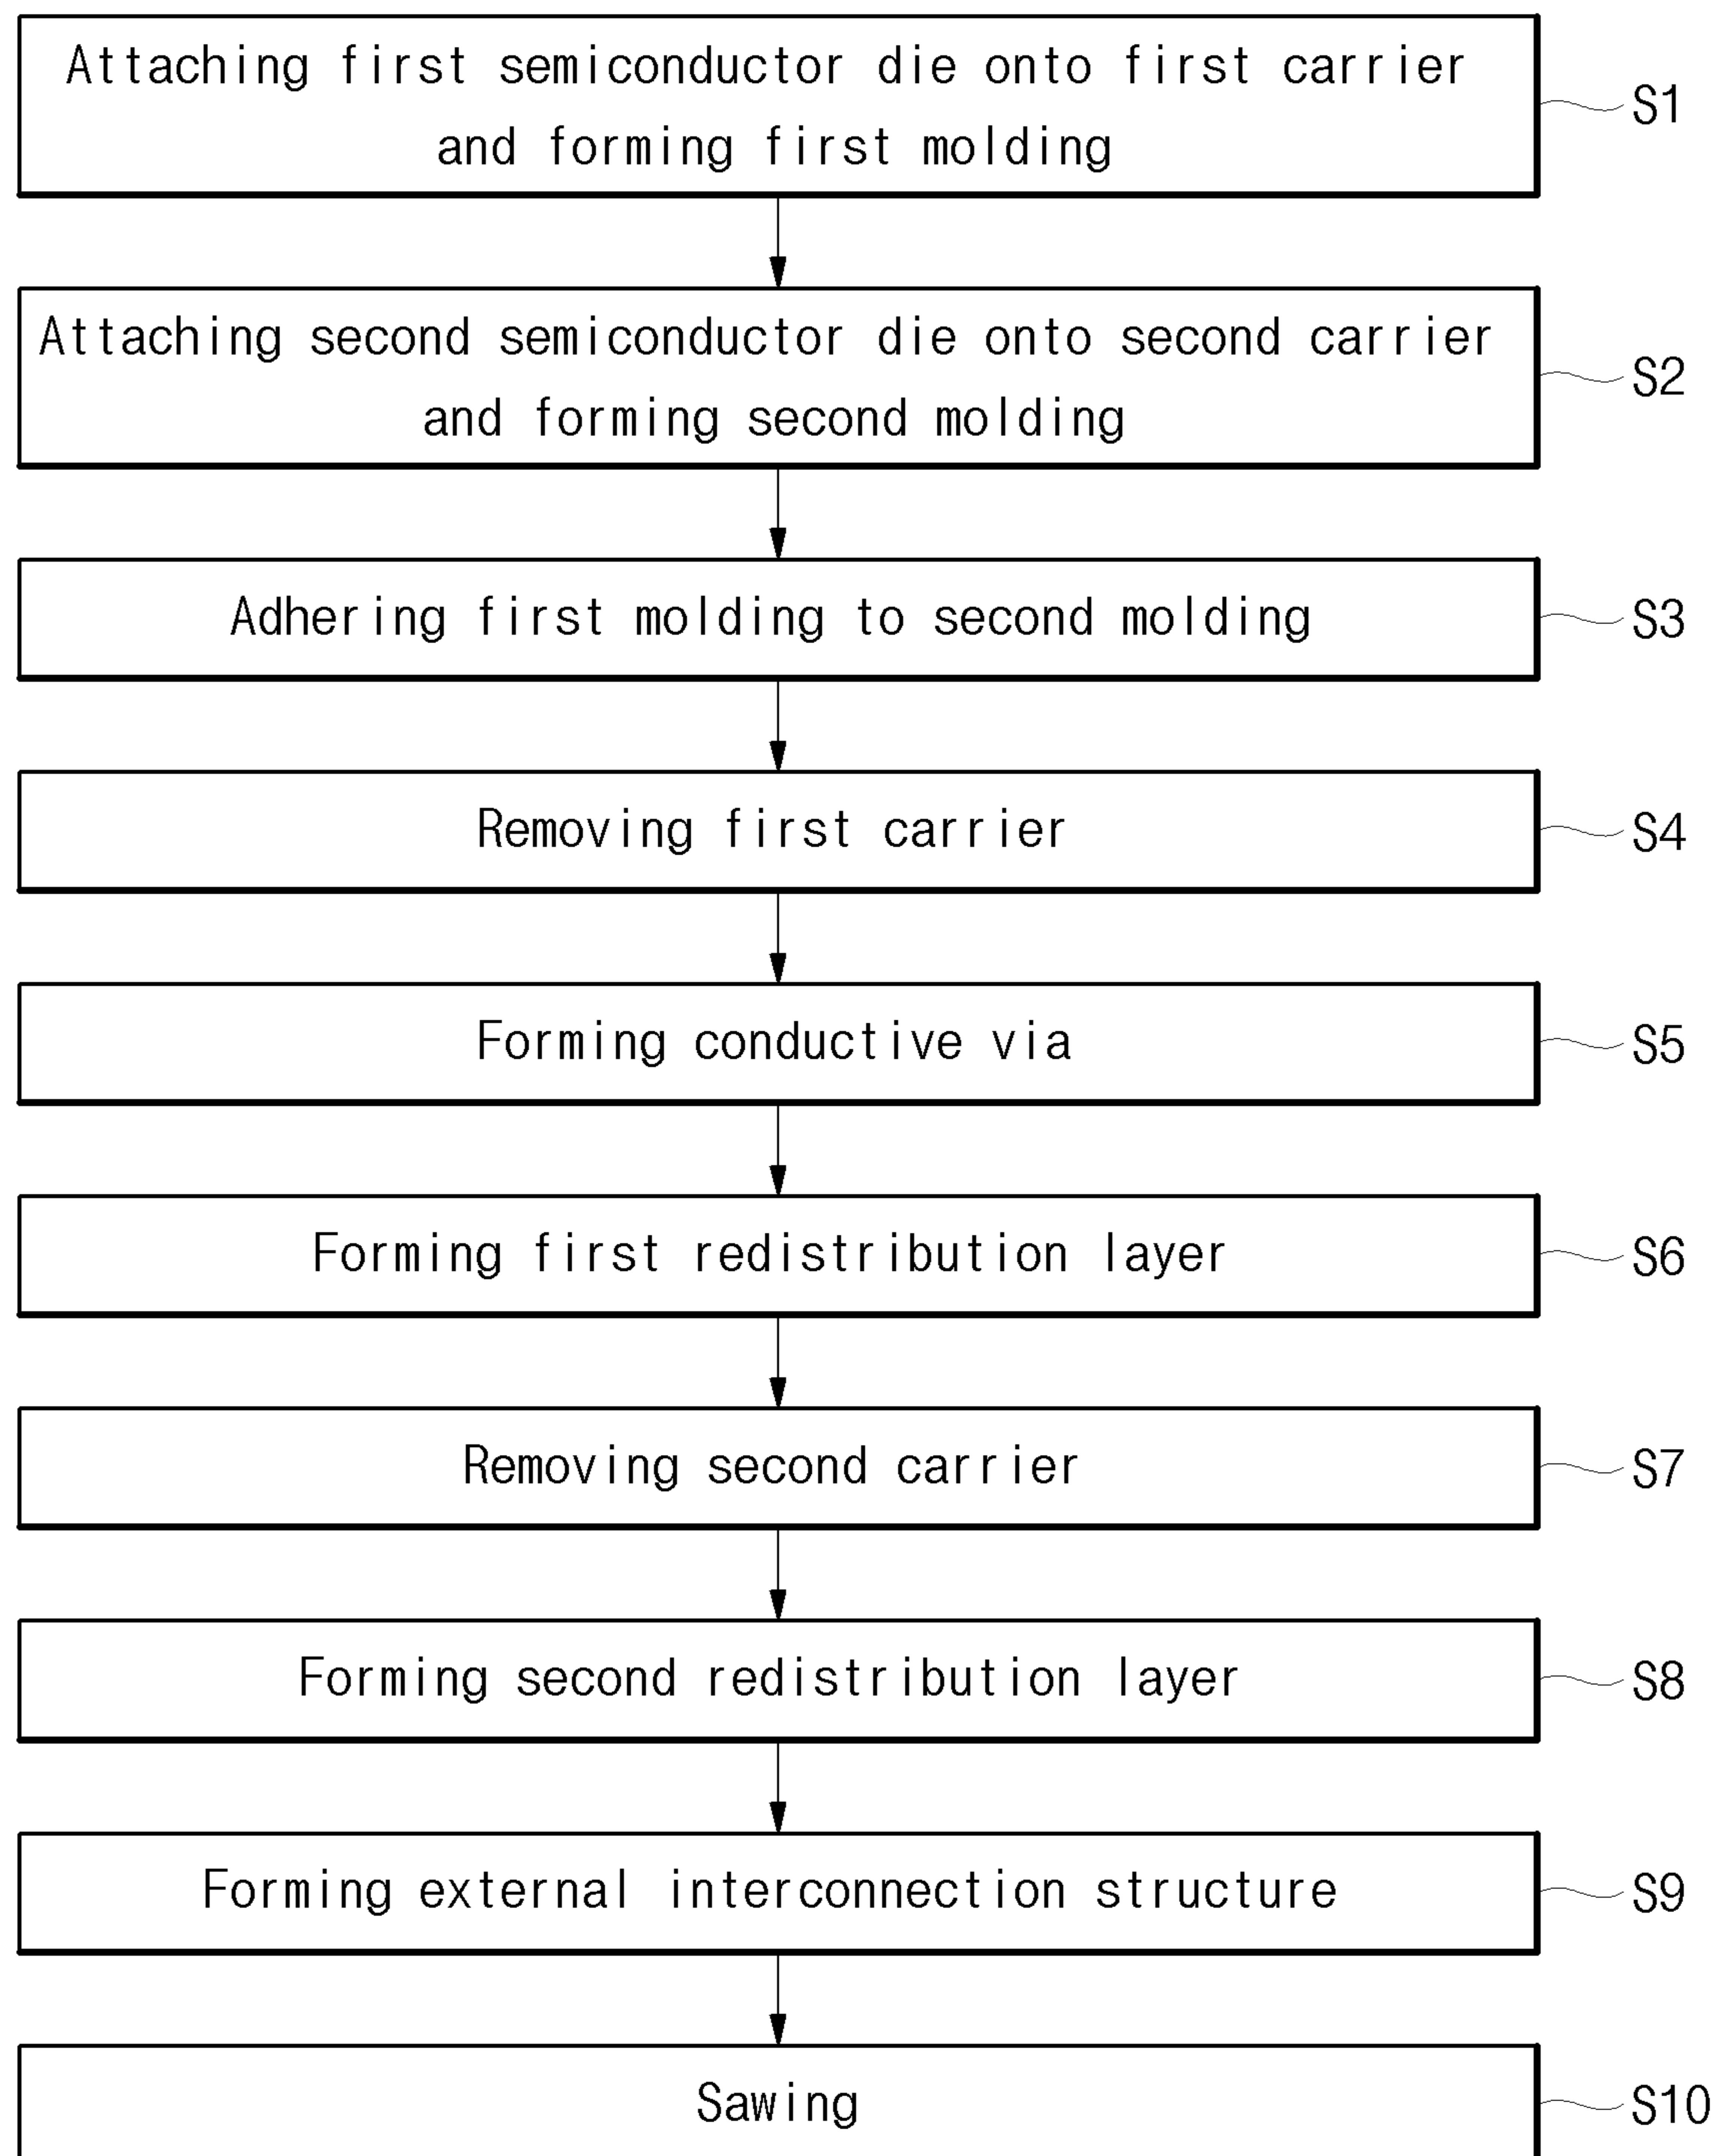 Attaching first semiconductor die onto first carrier
and forming first molding
S1
Attaching second semiconductor die onto second carrier
and forming second molding
S2
Adhering first molding to second molding
S3
Removing first carrier
S4
Forming conductive via
S5
Forming first redistribution layer
S6
Removing second carrier
S7
Forming second redistribution layer
S8
Forming external interconnection structure
S9
Sawing
S10